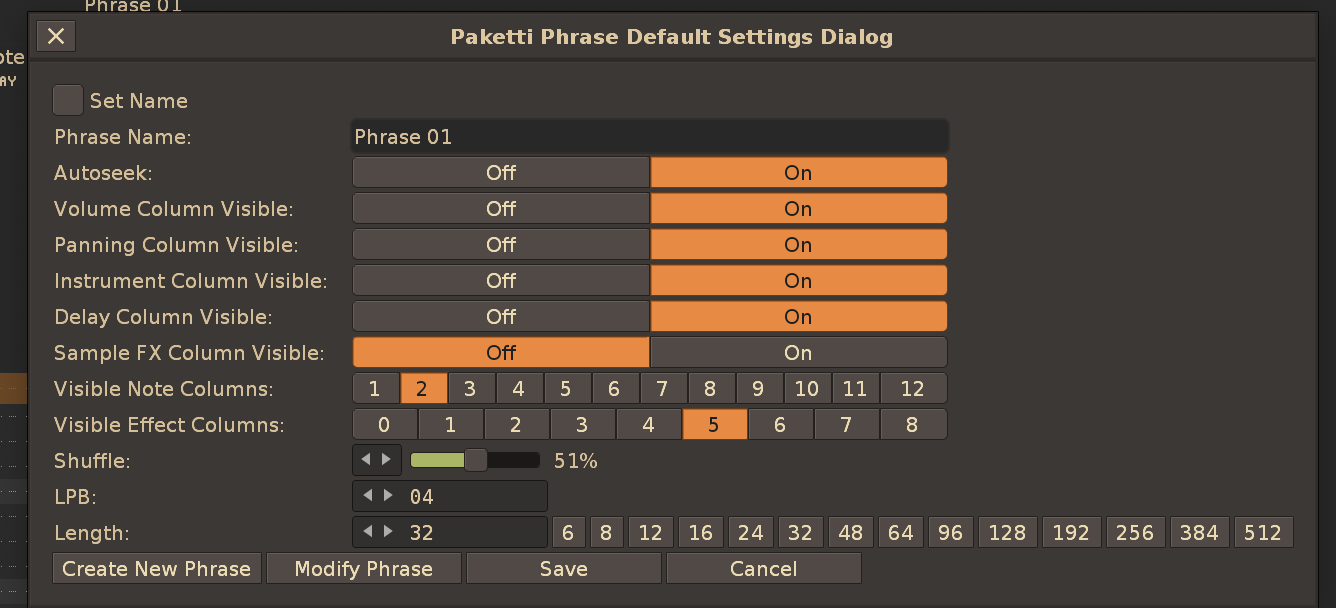 Phrase 01
Paketti Phrase Default Settings Dialog
Set Name
Phrase Name: Phrase 01
Autoseek: Off On
Volume Column Visible: Off On
Panning Column Visible: Off On
Instrument Column Visible: Off On
Delay Column Visible: Off On
Sample FX Column Visible: Off On
Visible Note Columns: 1 2 3 4 5 6 7 8 9 10 11 12
Visible Effect Columns: 0 1 2 3 4 5 6 7 8
Shuffle: 51%
LPB: 04
Length: 32 6 8 12 16 24 32 48 64 96 128 192 256 384 512
Create New Phrase Modify Phrase Save Cancel